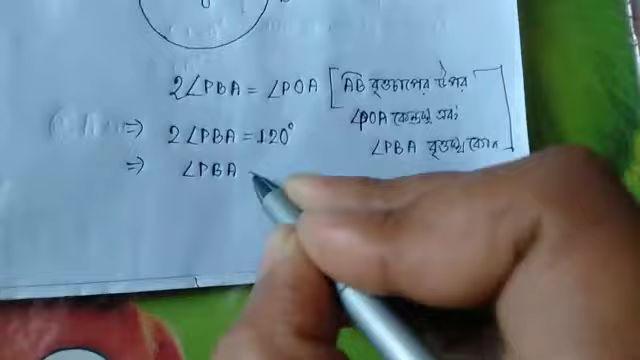 2∠PBA = ∠POA [AB বৃত্তচাপের উপর
∠POA কেন্দ্রস্থ এবং
⇒ 2∠PBA = 120°
∠PBA বৃত্তস্থ কোণ]
⇒ ∠PBA